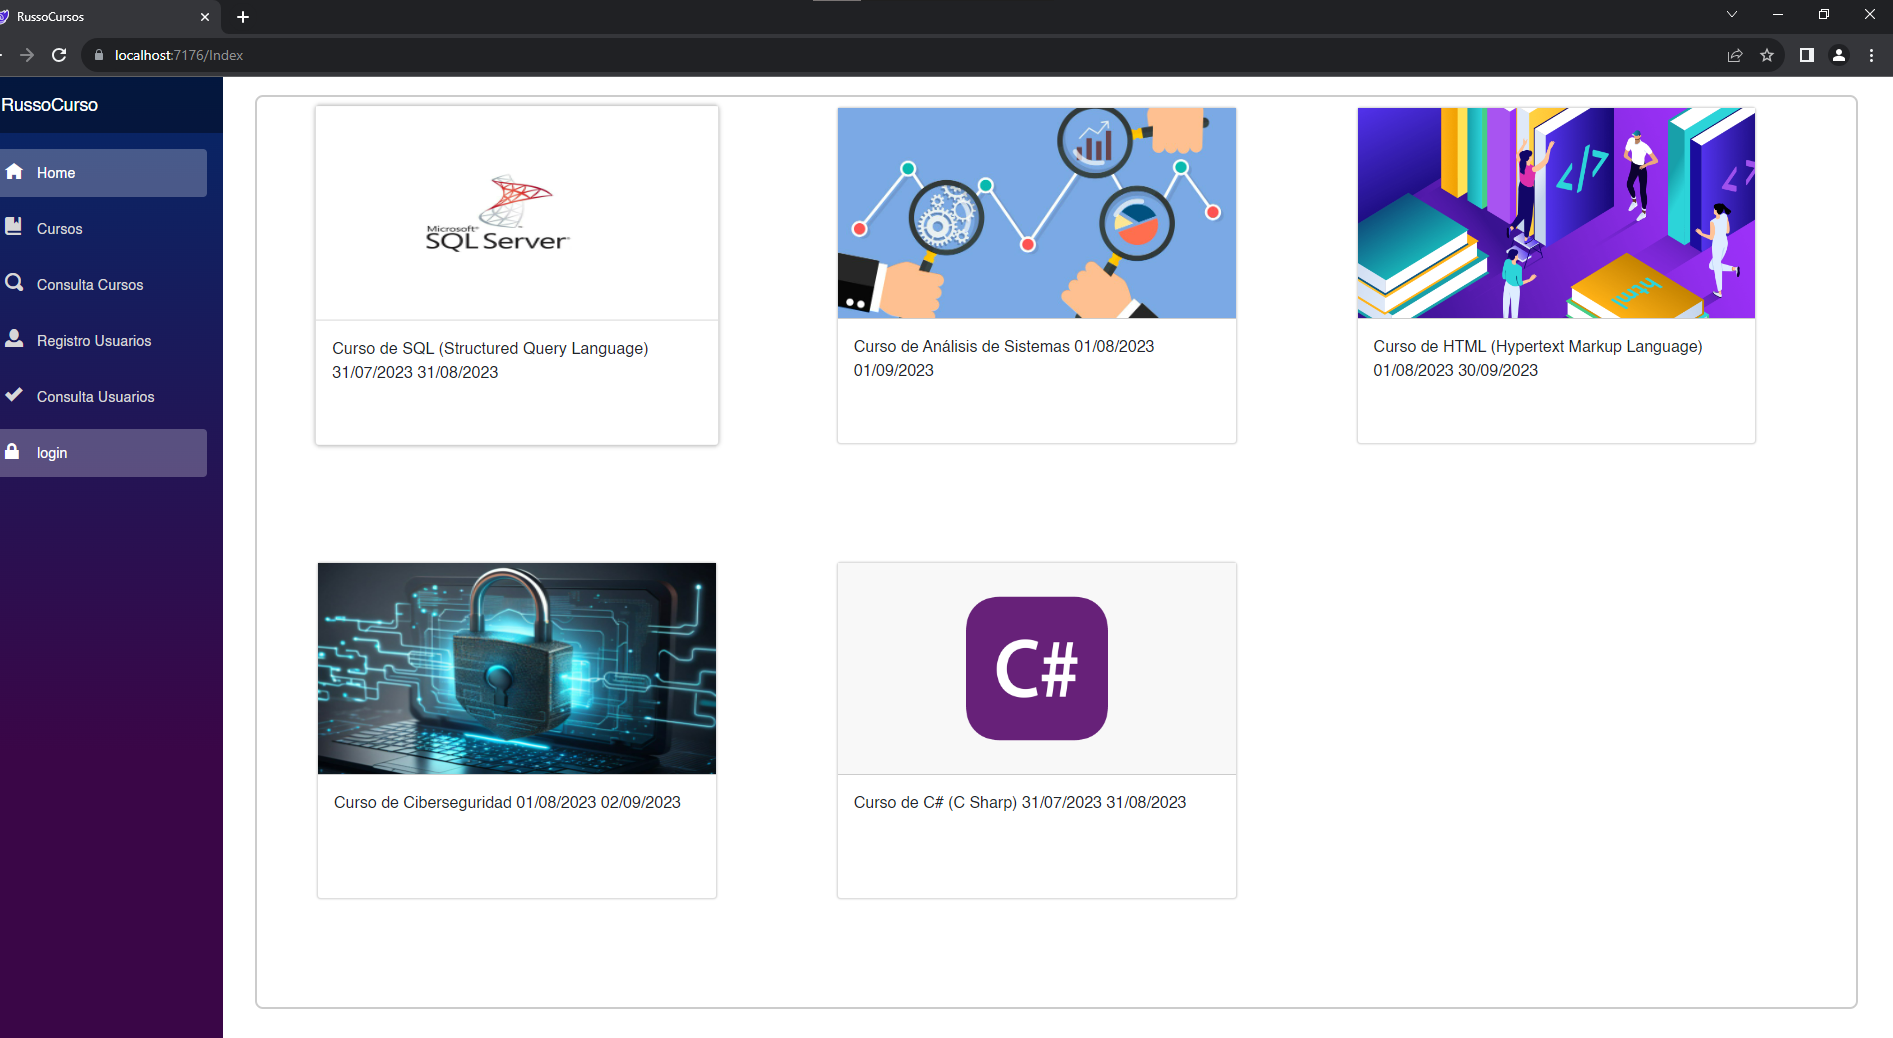 RussoCursos
localhost:7176/Index
RussoCurso
Home
Cursos
Consulta Cursos
Registro Usuarios
Consulta Usuarios
login
Microsoft®
SQL Server™
Curso de SQL (Structured Query Language)
31/07/2023 31/08/2023
Curso de Análisis de Sistemas 01/08/2023
01/09/2023
</>
html
Curso de HTML (Hypertext Markup Language)
01/08/2023 30/09/2023
Curso de Ciberseguridad 01/08/2023 02/09/2023
C#
Curso de C# (C Sharp) 31/07/2023 31/08/2023